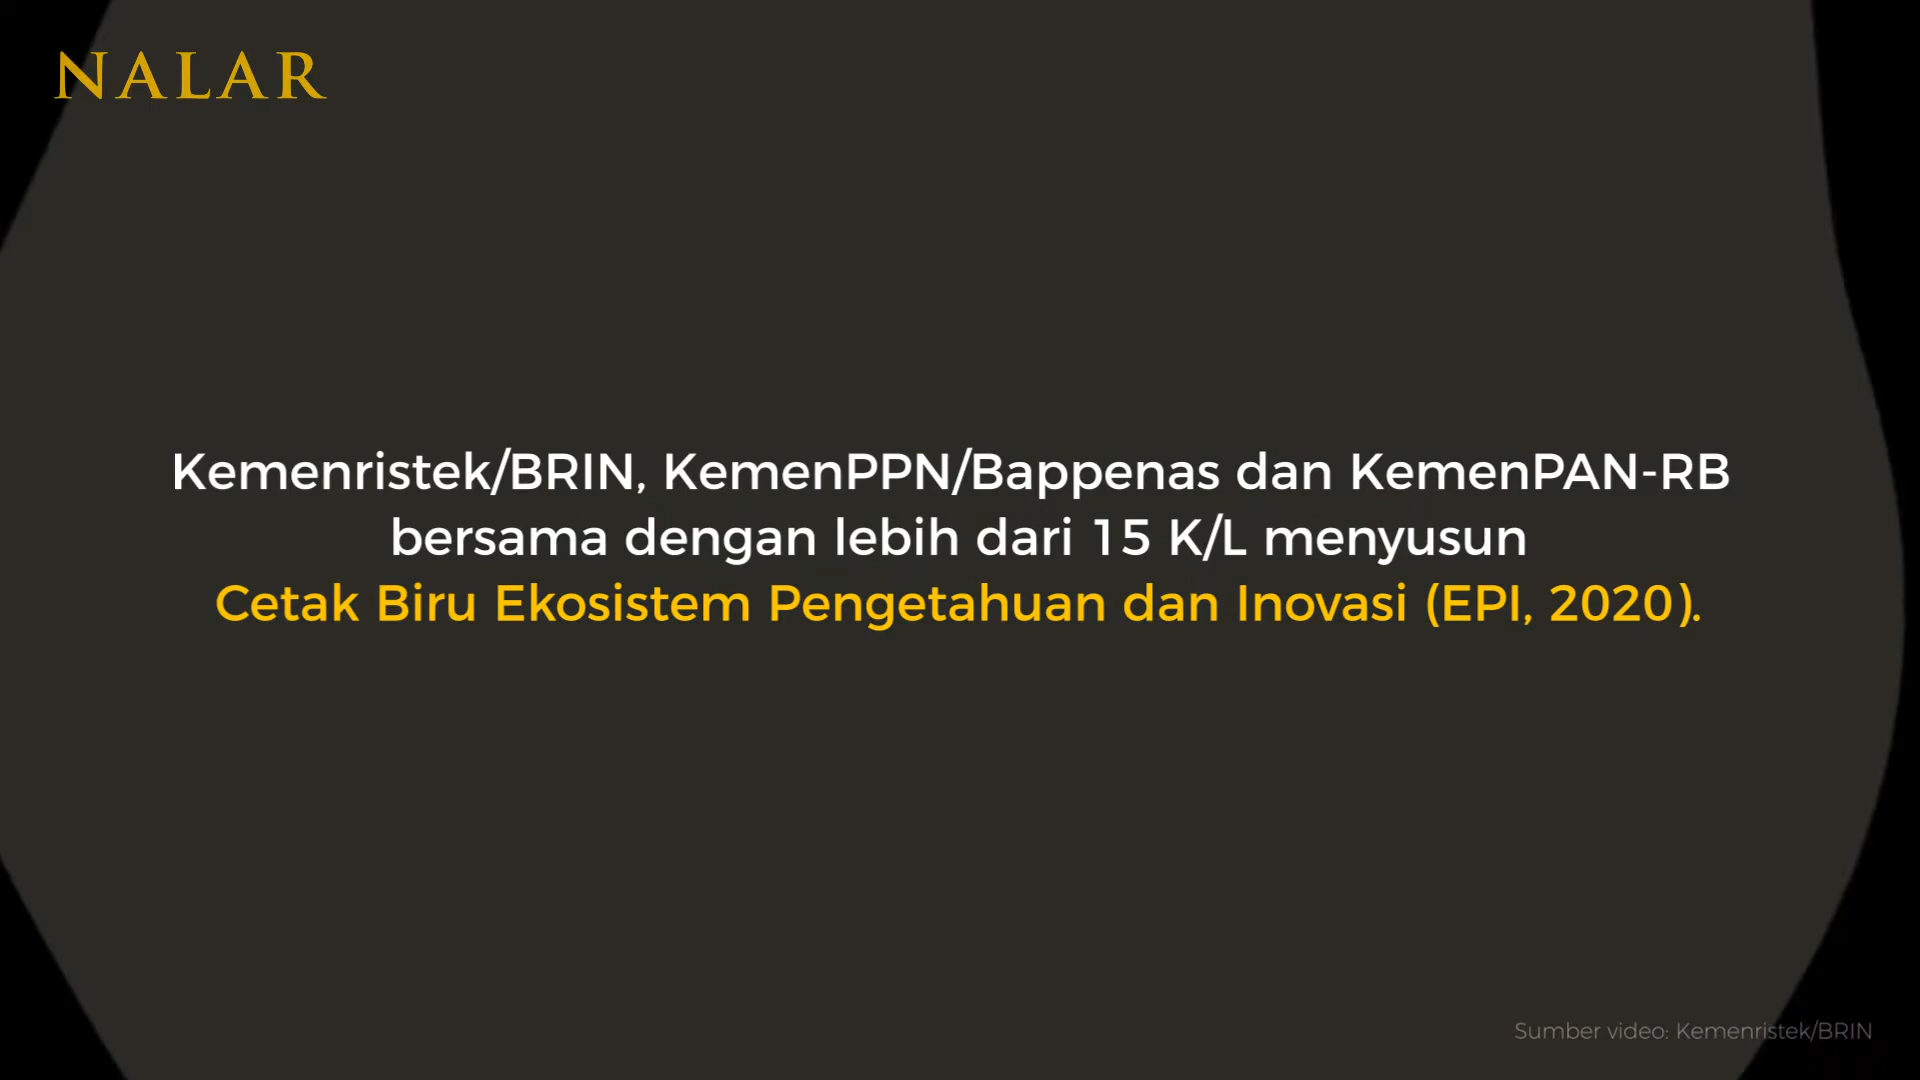 NALAR
Kemenristek/BRIN, KemenPPN/Bappenas dan KemenPAN-RB
bersama dengan lebih dari 15 K/L menyusun
Cetak Biru Ekosistem Pengetahuan dan Inovasi (EPI, 2020).
Sumber video: Kemenristek/BRIN